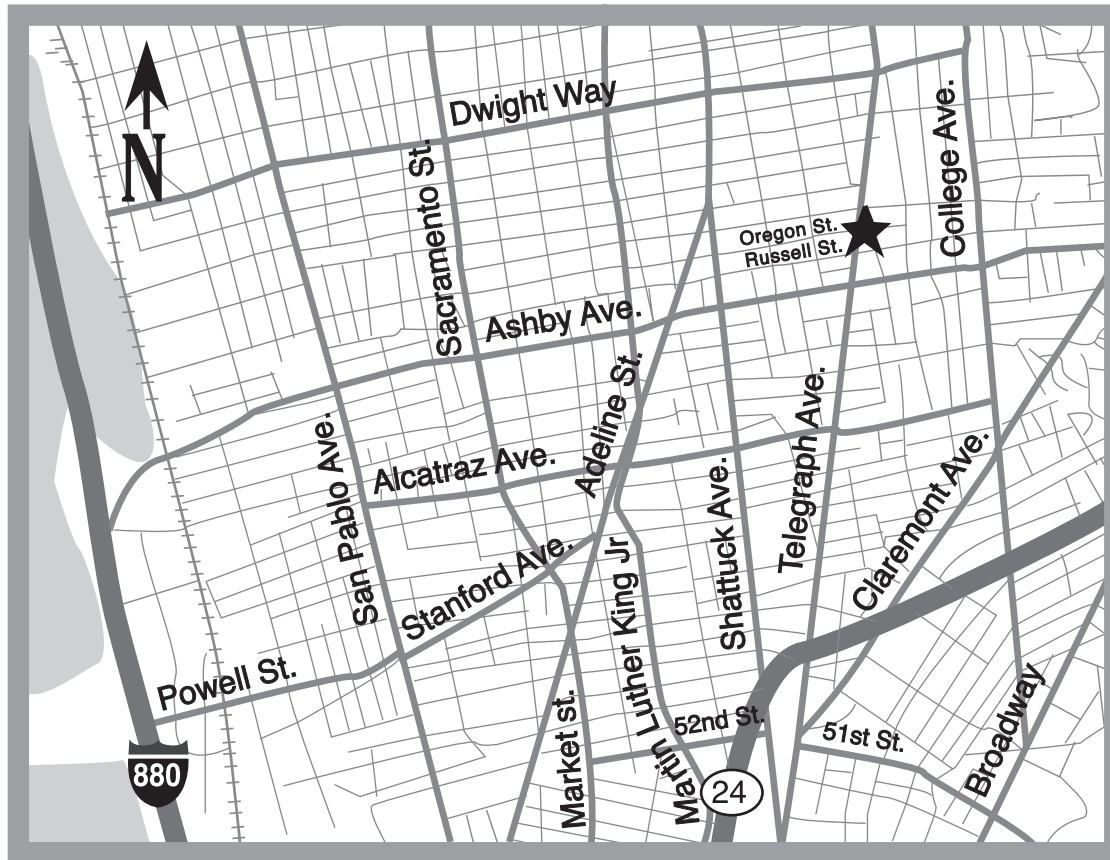 N
Dwight Way
College Ave.
Sacramento St.
Oregon St.
Russell St.
Ashby Ave.
Adeline St.
San Pablo Ave.
Alcatraz Ave.
Telegraph Ave.
Claremont Ave.
Shattuck Ave.
Stanford Ave.
Martin Luther King Jr
Powell St.
Market st.
52nd St.
51st St.
Broadway
880
24